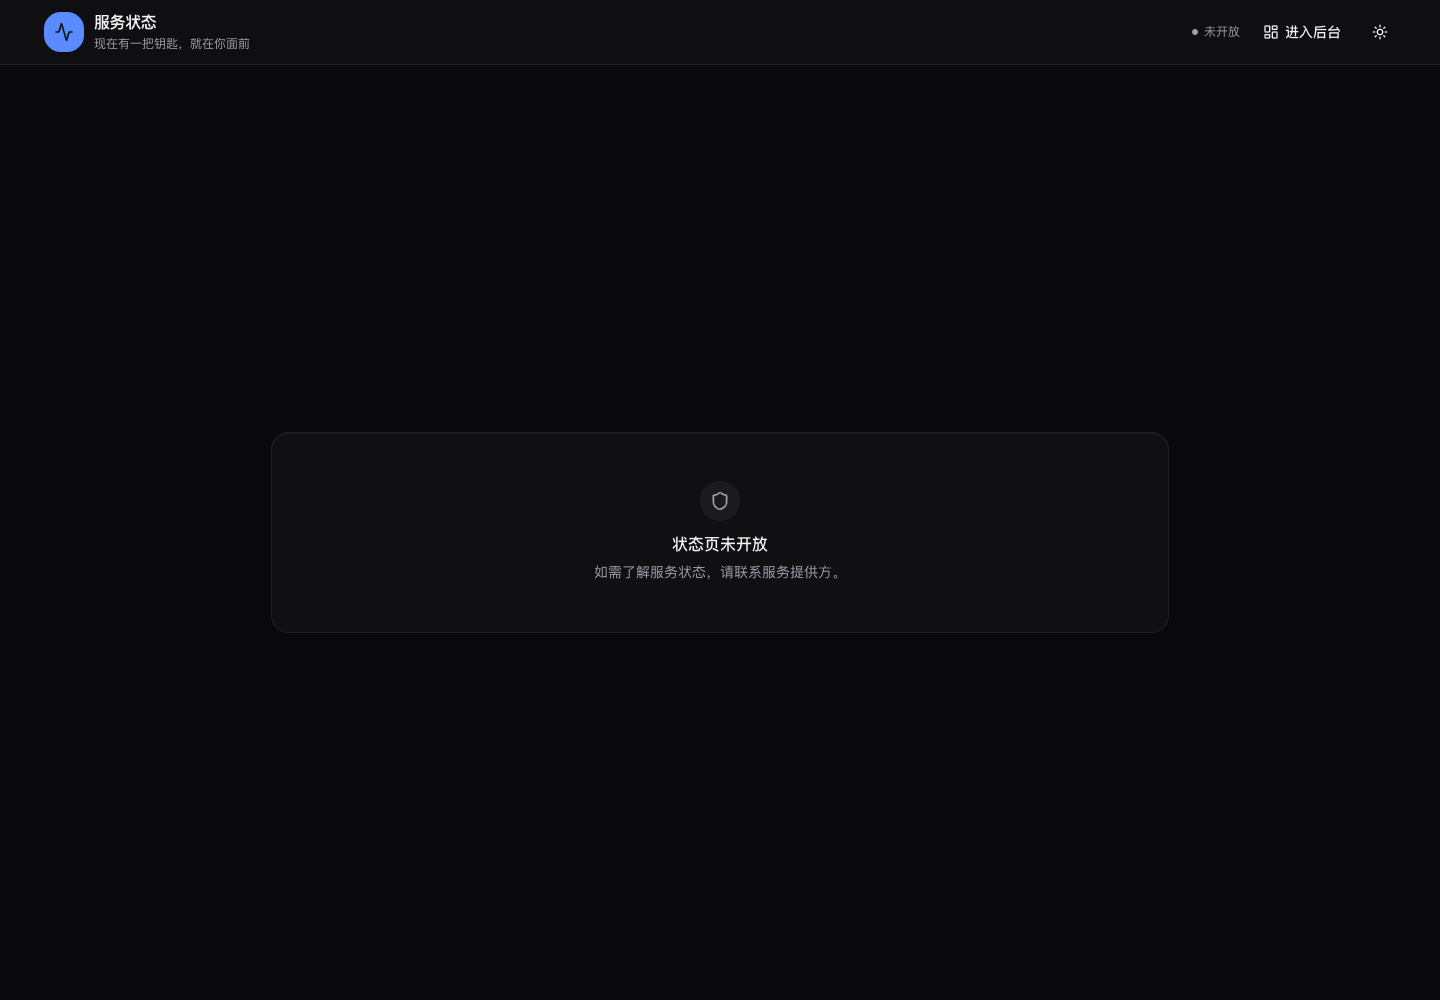 服务状态
现在有一把钥匙，就在你面前
未开放
进入后台
状态页未开放
如需了解服务状态，请联系服务提供方。